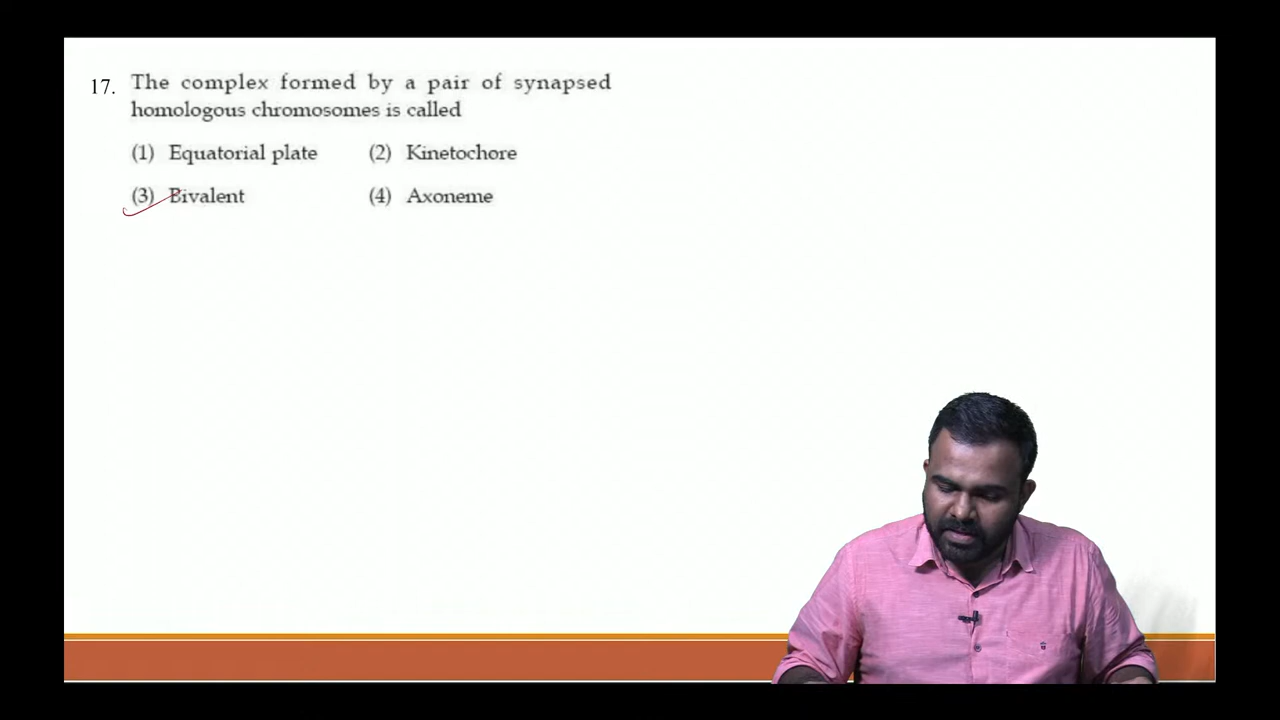 17. The complex formed by a pair of synapsed
homologous chromosomes is called
(1) Equatorial plate (2) Kinetochore
(3) Bivalent (4) Axoneme